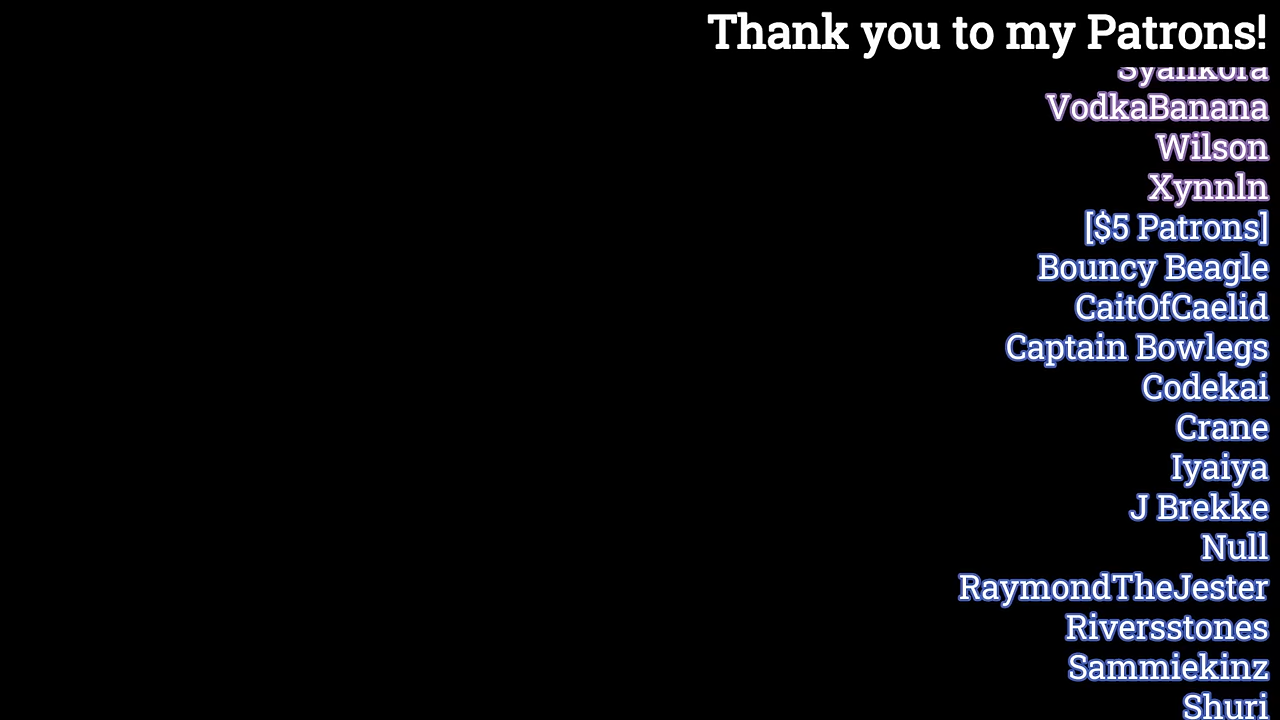 Thank you to my Patrons!
Syankora
VodkaBanana
Wilson
Xynnln
[$5 Patrons]
Bouncy Beagle
CaitOfCaelid
Captain Bowlegs
Codekai
Crane
Iyaiya
J Brekke
Null
RaymondTheJester
Riversstones
Sammiekinz
Shuri